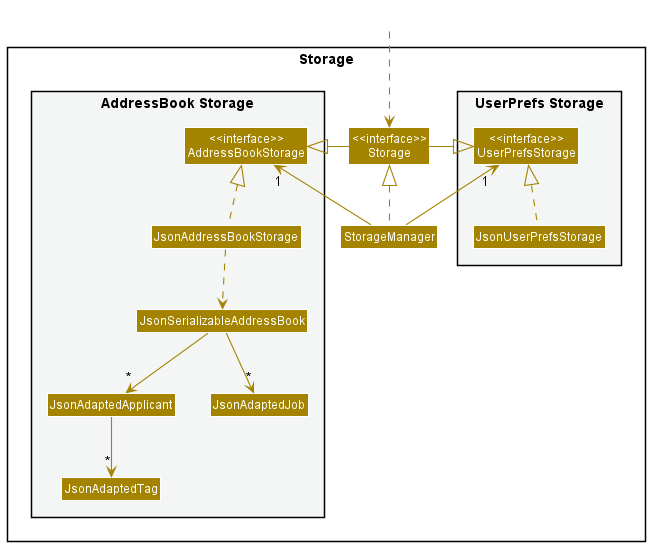 Storage
AddressBook Storage
UserPrefs Storage
<<interface>>
AddressBookStorage
<<interface>>
Storage
<<interface>>
UserPrefsStorage
1
1
JsonAddressBookStorage
StorageManager
JsonUserPrefsStorage
JsonSerializableAddressBook
*
*
JsonAdaptedApplicant
JsonAdaptedJob
*
JsonAdaptedTag